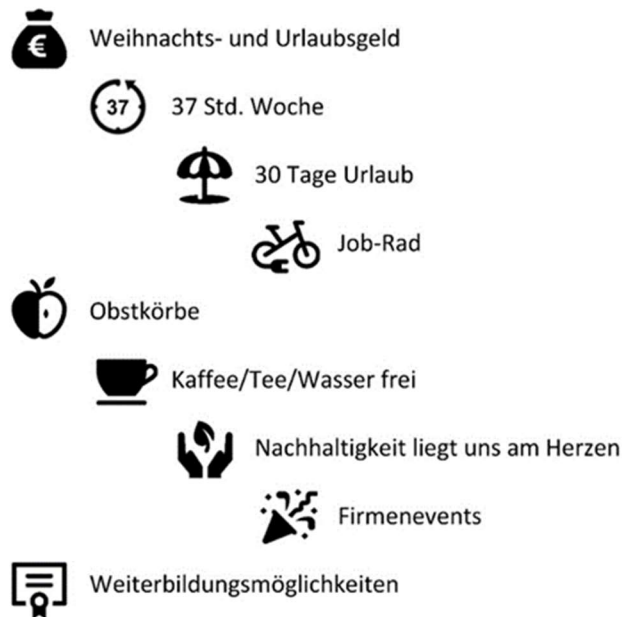 € Weihnachts- und Urlaubsgeld
37 37 Std. Woche
30 Tage Urlaub
Job-Rad
Obstkörbe
Kaffee/Tee/Wasser frei
Nachhaltigkeit liegt uns am Herzen
Firmenevents
Weiterbildungsmöglichkeiten